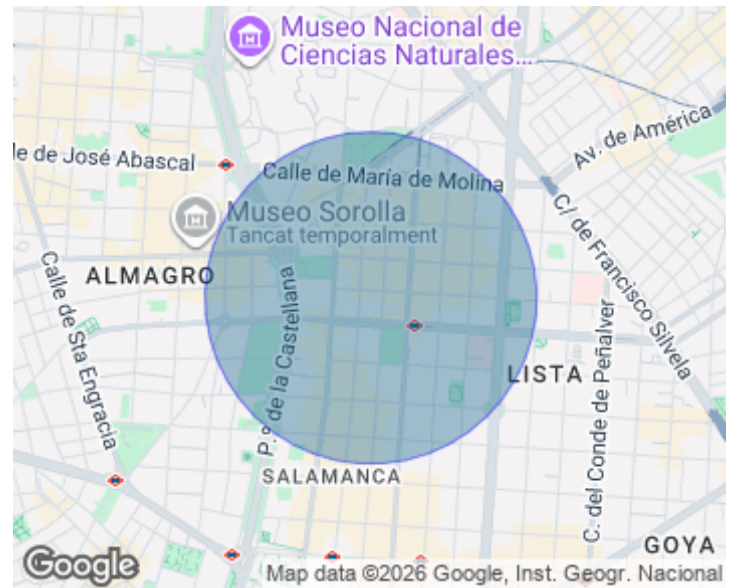 Museo Nacional de
Ciencias Naturales...
Av. de América
le de José Abascal
Calle de María de Molina
C/ de Francisco Silvela
Museo Sorolla
Tancat temporalment
ALMAGRO
Calle de Sta Engracia
P.º de la Castellana
C. del Conde de Peñalver
LISTA
SALAMANCA
GOYA
Google
Map data ©2026 Google, Inst. Geogr. Nacional